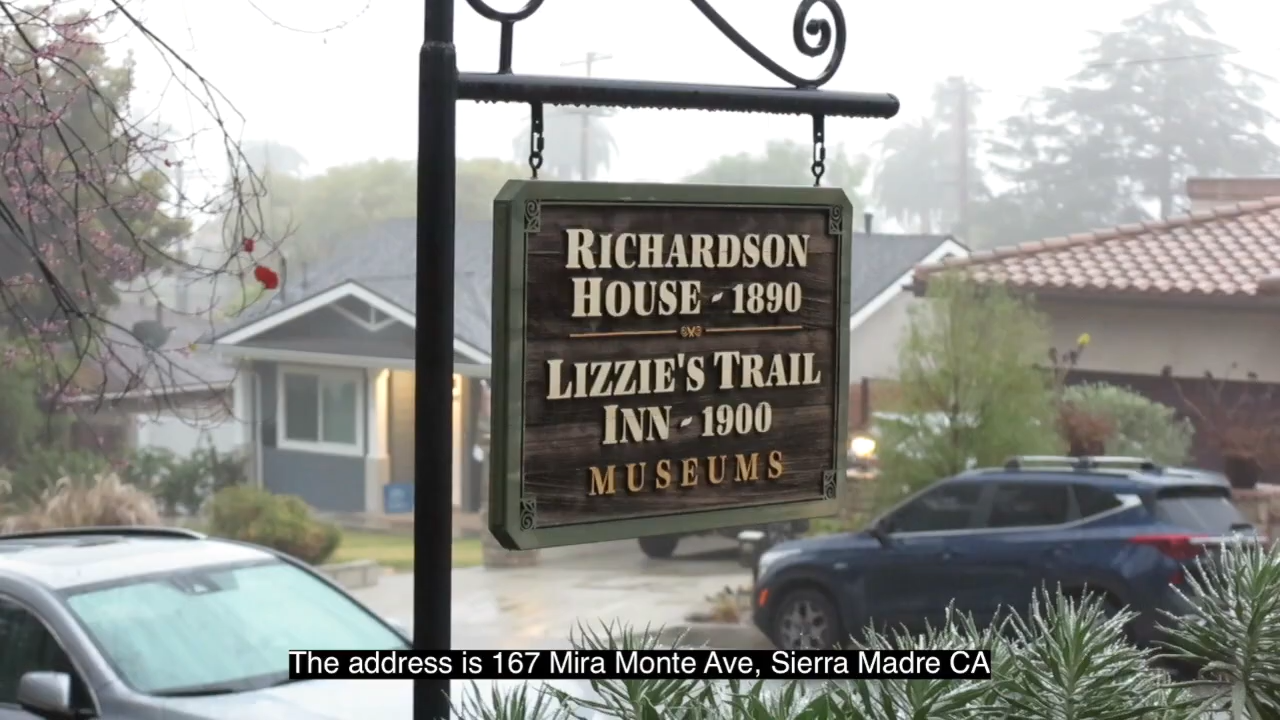 RICHARDSON
HOUSE - 1890
LIZZIE'S TRAIL
INN - 1900
MUSEUMS
The address is 167 Mira Monte Ave, Sierra Madre CA